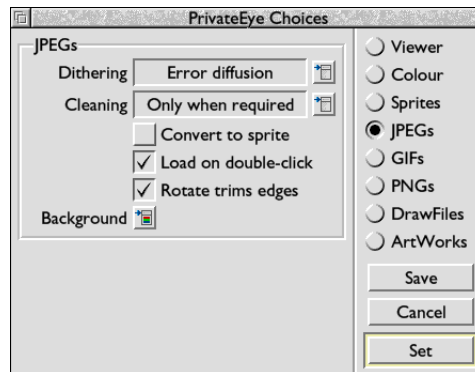 PrivateEye Choices
JPEGs
Dithering Error diffusion
Cleaning Only when required
Convert to sprite
Load on double-click
Rotate trims edges
Background
Viewer
Colour
Sprites
JPEGs
GIFs
PNGs
DrawFiles
ArtWorks
Save
Cancel
Set